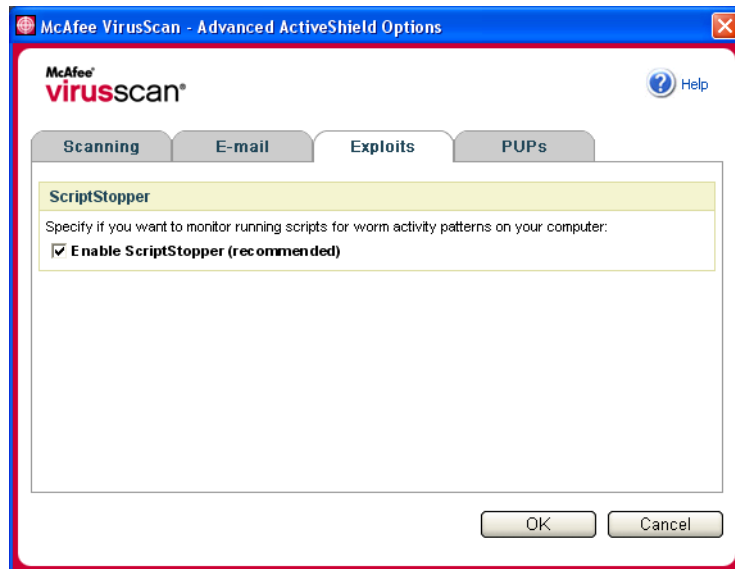 McAfee VirusScan - Advanced ActiveShield Options
McAfee®
virusscan®
Help
Scanning
E-mail
Exploits
PUPs
ScriptStopper
Specify if you want to monitor running scripts for worm activity patterns on your computer:
Enable ScriptStopper (recommended)
OK
Cancel